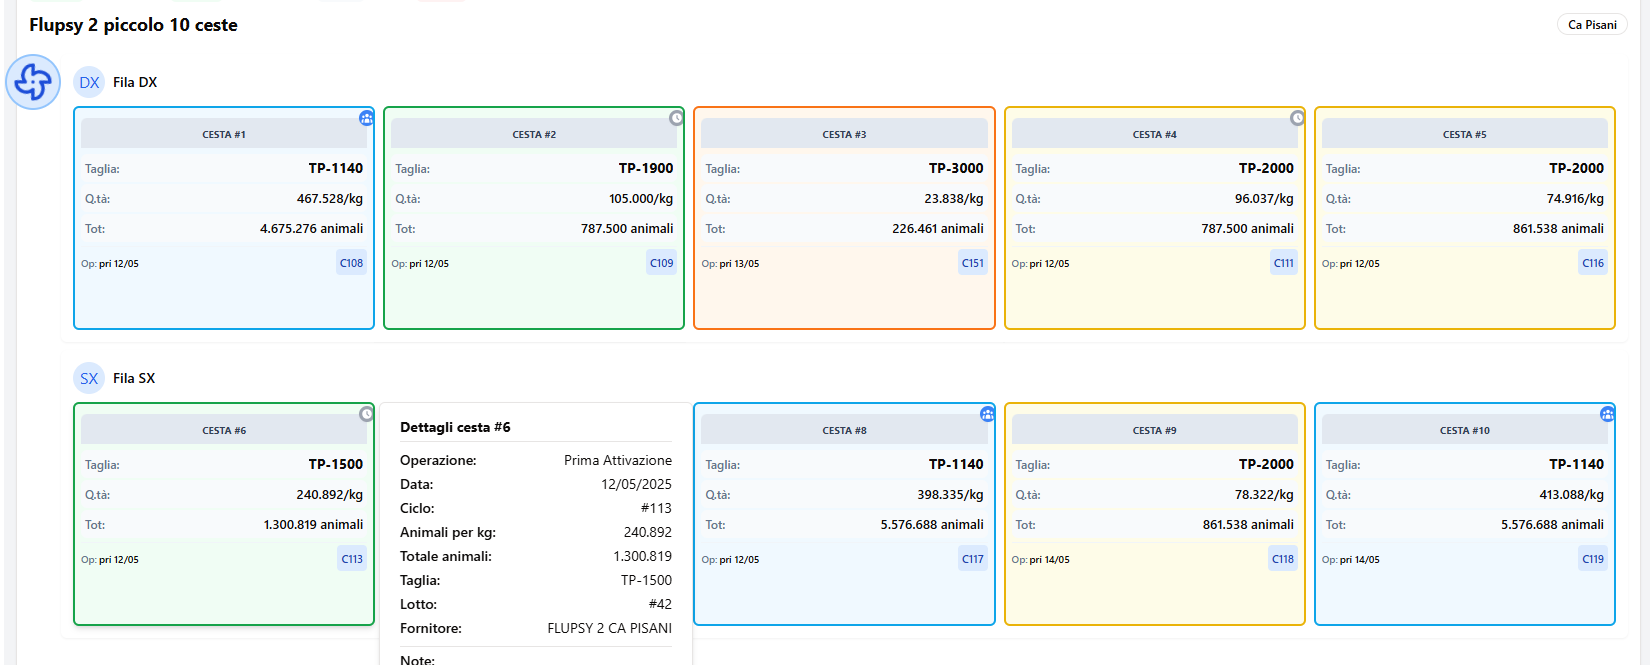 Flupsy 2 piccolo 10 ceste
Ca Pisani
DX Fila DX
CESTA #1
Taglia: TP-1140
Q.tà: 467.528/kg
Tot: 4.675.276 animali
Op: pri 12/05 C108
CESTA #2
Taglia: TP-1900
Q.tà: 105.000/kg
Tot: 787.500 animali
Op: pri 12/05 C109
CESTA #3
Taglia: TP-3000
Q.tà: 23.838/kg
Tot: 226.461 animali
Op: pri 13/05 C151
CESTA #4
Taglia: TP-2000
Q.tà: 96.037/kg
Tot: 787.500 animali
Op: pri 12/05 C111
CESTA #5
Taglia: TP-2000
Q.tà: 74.916/kg
Tot: 861.538 animali
Op: pri 12/05 C116
SX Fila SX
CESTA #6
Taglia: TP-1500
Q.tà: 240.892/kg
Tot: 1.300.819 animali
Op: pri 12/05 C113
Dettagli cesta #6
Operazione: Prima Attivazione
Data: 12/05/2025
Ciclo: #113
Animali per kg: 240.892
Totale animali: 1.300.819
Taglia: TP-1500
Lotto: #42
Fornitore: FLUPSY 2 CA PISANI
Note:
CESTA #8
Taglia: TP-1140
Q.tà: 398.335/kg
Tot: 5.576.688 animali
Op: pri 12/05 C117
CESTA #9
Taglia: TP-2000
Q.tà: 78.322/kg
Tot: 861.538 animali
Op: pri 14/05 C118
CESTA #10
Taglia: TP-1140
Q.tà: 413.088/kg
Tot: 5.576.688 animali
Op: pri 14/05 C119